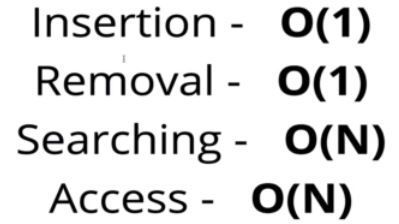 Insertion - O(1)
Removal - O(1)
Searching - O(N)
Access - O(N)